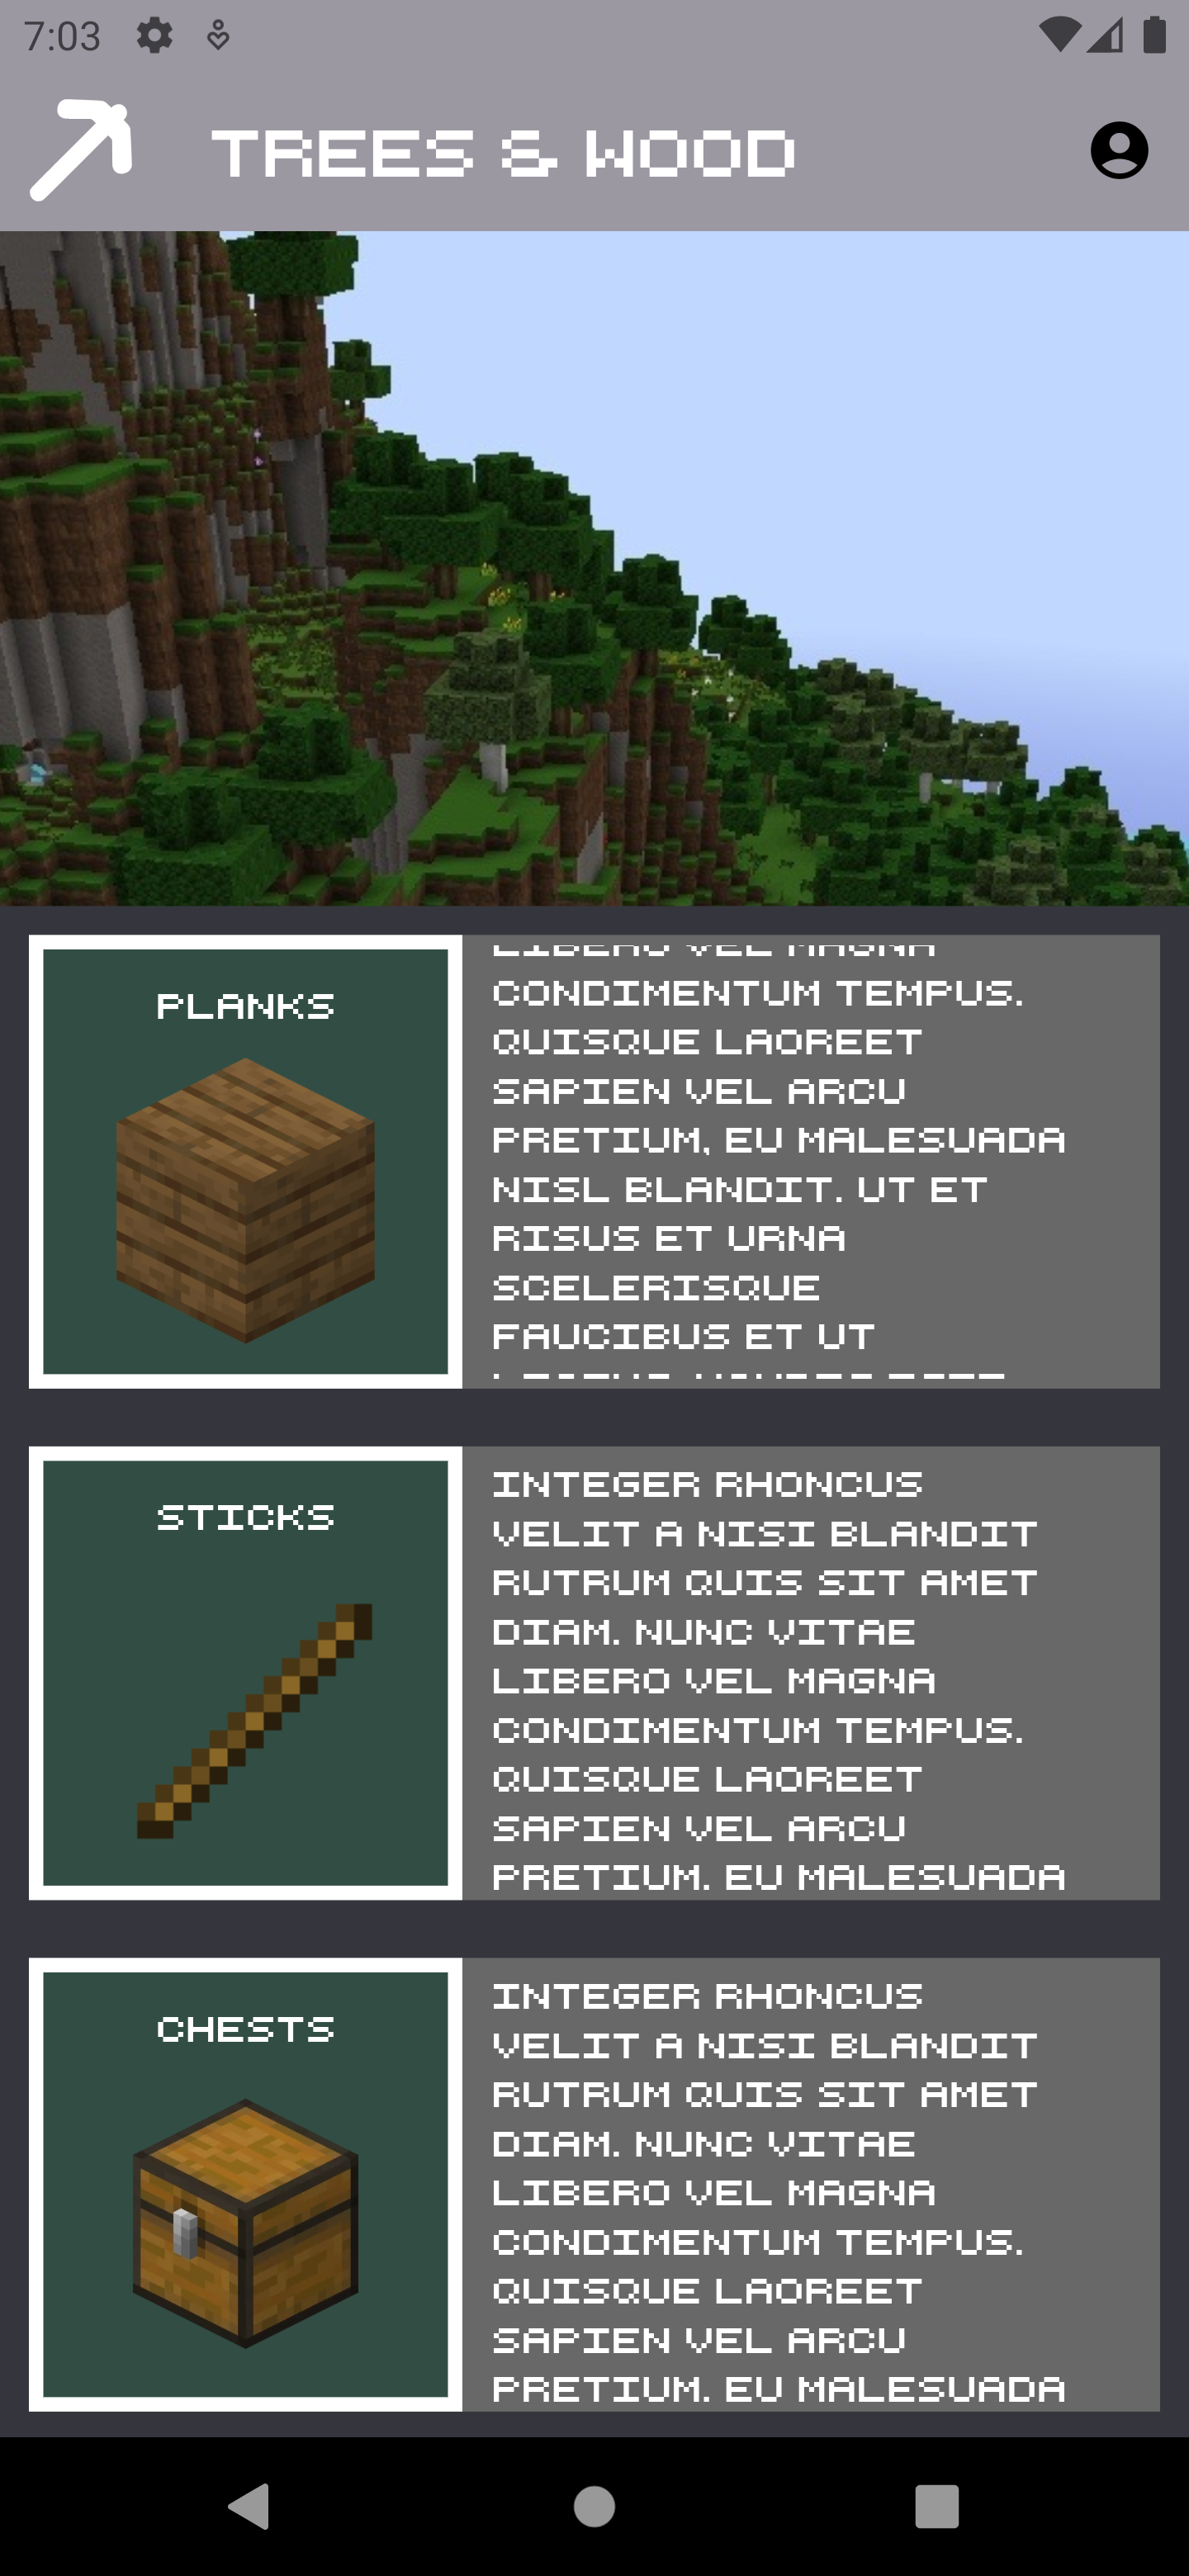 7:03
TREES & WOOD
PLANKS
LIBERO VEL MAGNA
CONDIMENTUM TEMPUS.
QUISQUE LAOREET
SAPIEN VEL ARCU
PRETIUM, EU MALESUADA
NISL BLANDIT. UT ET
RISUS ET URNA
SCELERISQUE
FAUCIBUS ET UT
STICKS
INTEGER RHONCUS
VELIT A NISI BLANDIT
RUTRUM QUIS SIT AMET
DIAM. NUNC VITAE
LIBERO VEL MAGNA
CONDIMENTUM TEMPUS.
QUISQUE LAOREET
SAPIEN VEL ARCU
PRETIUM. EU MALESUADA
CHESTS
INTEGER RHONCUS
VELIT A NISI BLANDIT
RUTRUM QUIS SIT AMET
DIAM. NUNC VITAE
LIBERO VEL MAGNA
CONDIMENTUM TEMPUS.
QUISQUE LAOREET
SAPIEN VEL ARCU
PRETIUM. EU MALESUADA